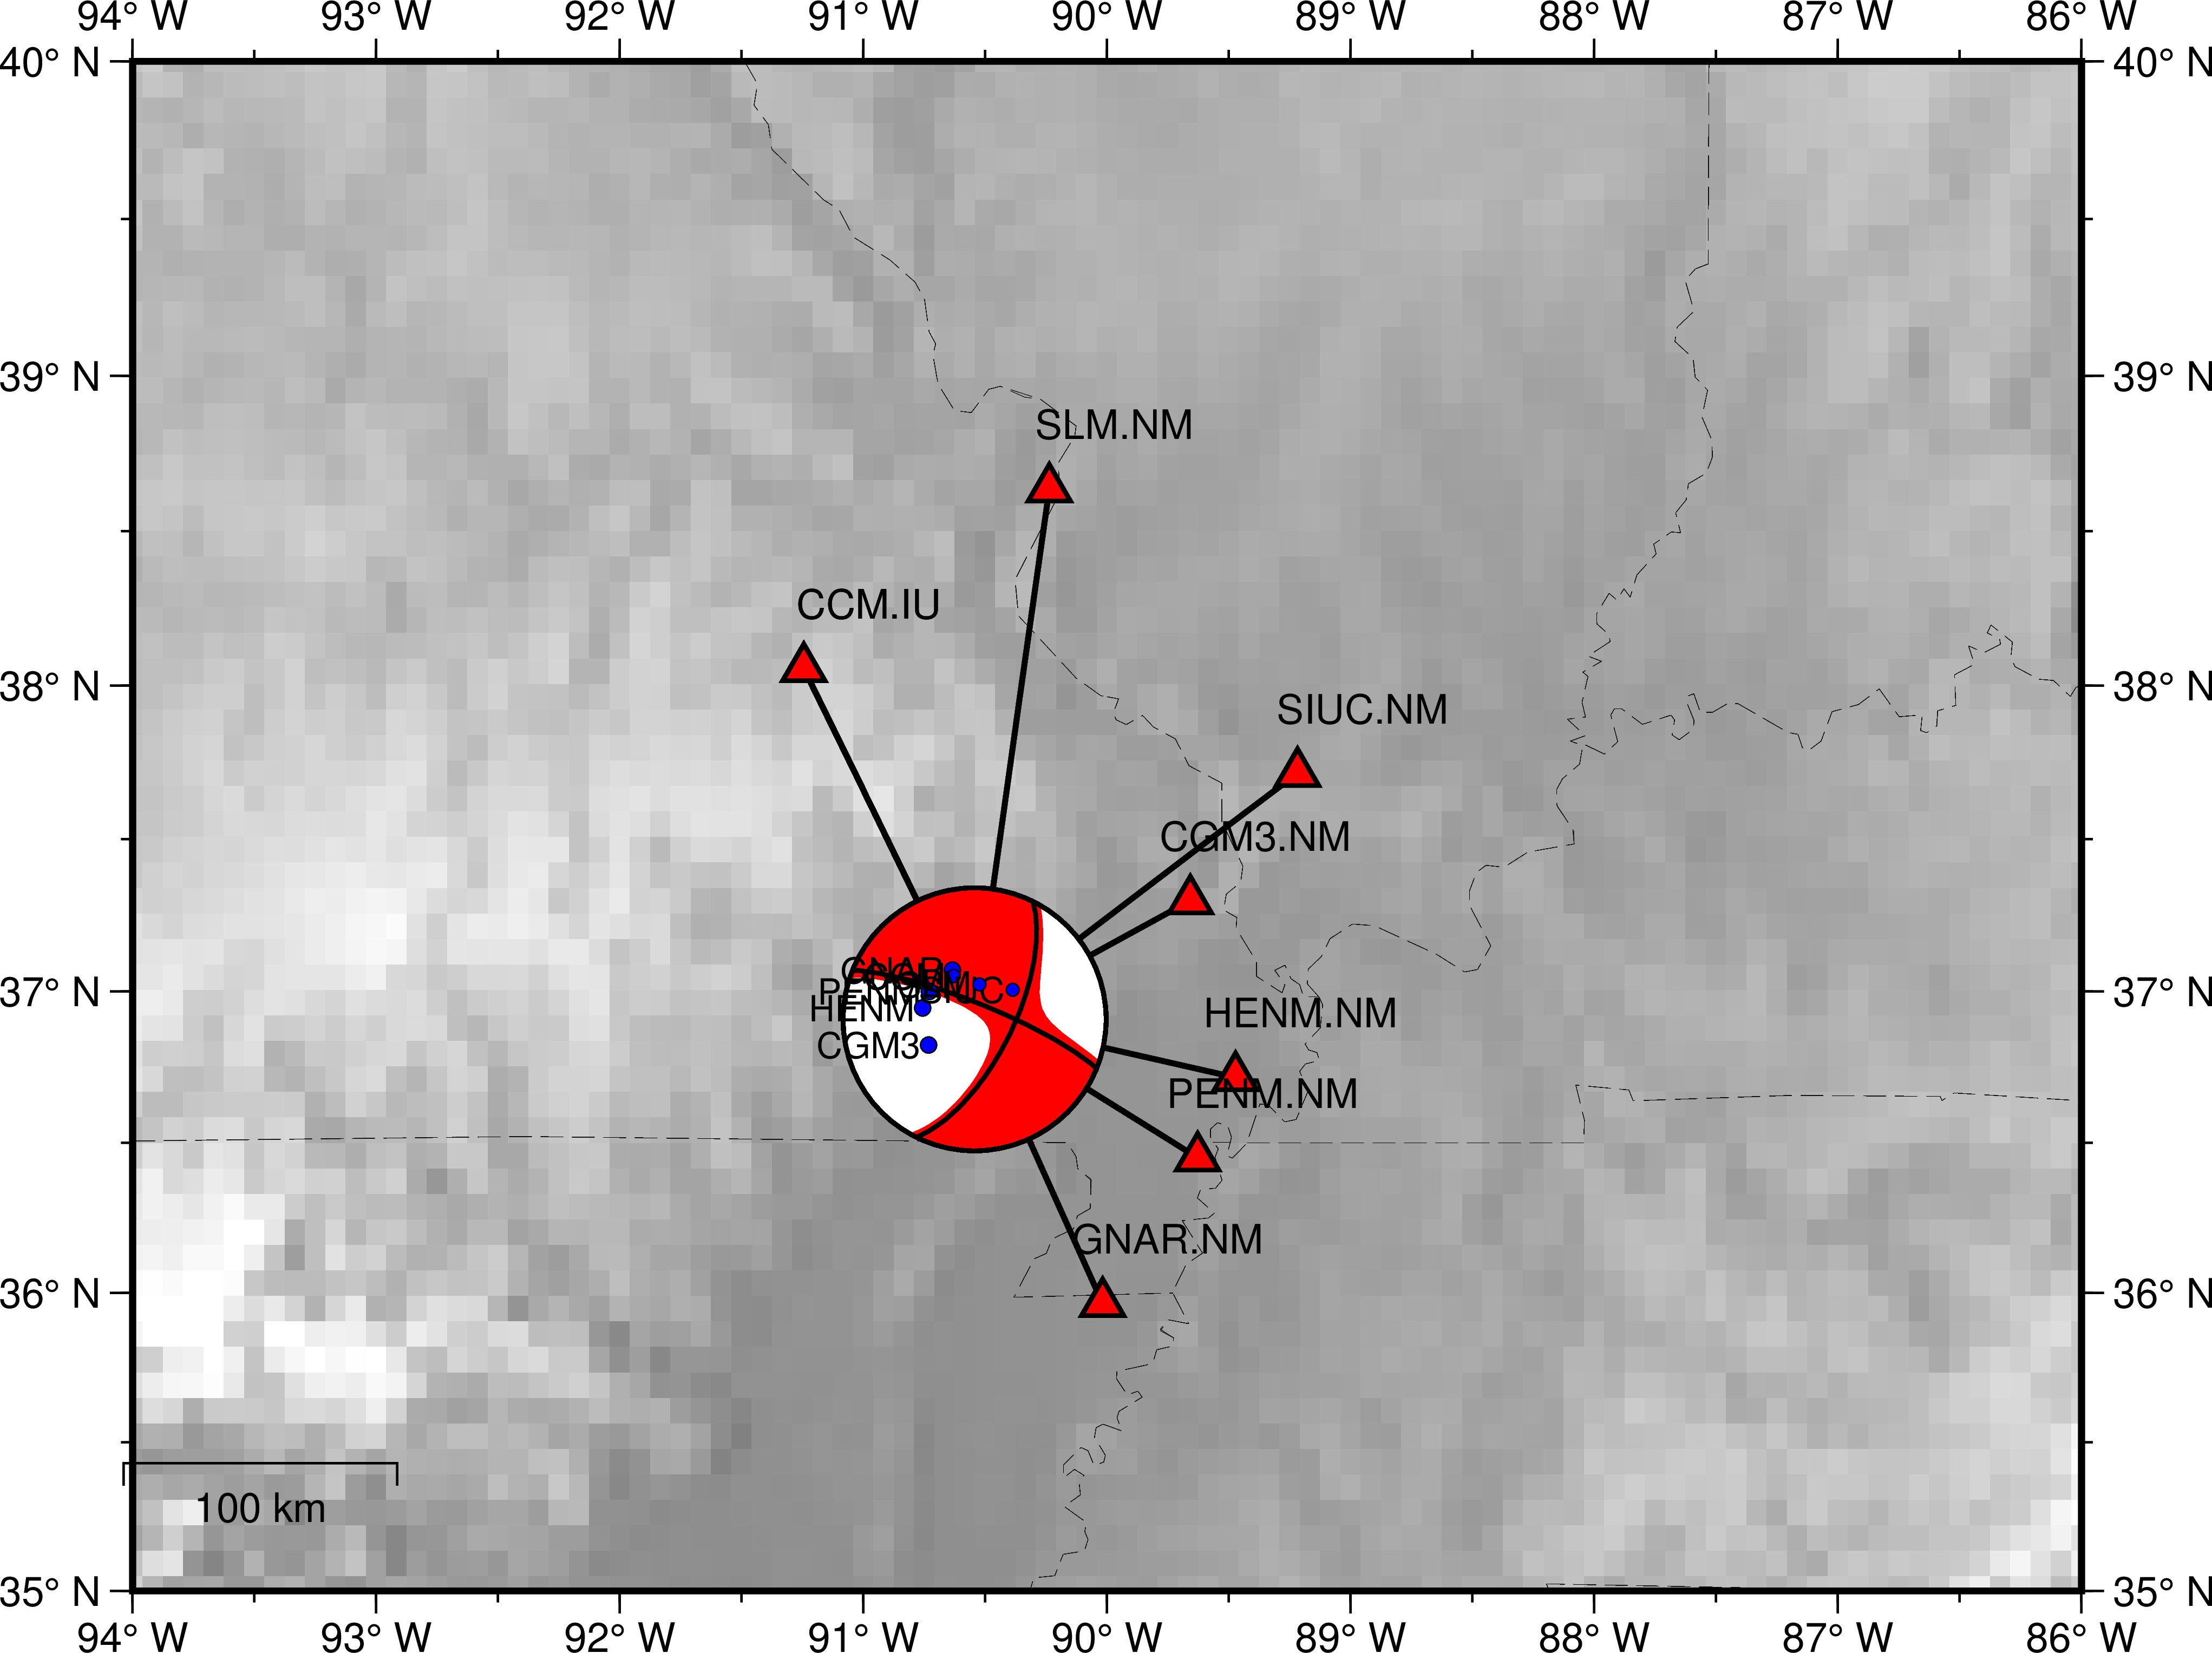 94° W 93° W 92° W 91° W 90° W 89° W 88° W 87° W 86° W
40° N 40° N
39° N 39° N
SLM.NM
CCM.IU
38° N 38° N
SIUC.NM
CGM3.NM
GNAR
37° N 37° N
HENM
HENM.NM
CGM3
PENM.NM
GNAR.NM
36° N 36° N
100 km
35° N 35° N
94° W 93° W 92° W 91° W 90° W 89° W 88° W 87° W 86° W